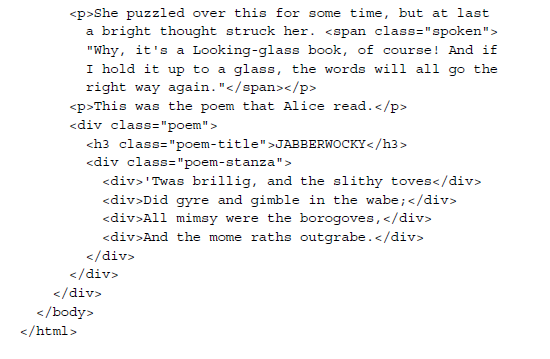 <p>She puzzled over this for some time, but at last
a bright thought struck her. <span class="spoken">
"Why, it's a Looking-glass book, of course! And if
I hold it up to a glass, the words will all go the
right way again."</span></p>
<p>This was the poem that Alice read.</p>
<div class="poem">
<h3 class="poem-title">JABBERWOCKY</h3>
<div class="poem-stanza">
<div>'Twas brillig, and the slithy toves</div>
<div>Did gyre and gimble in the wabe;</div>
<div>All mimsy were the borogoves,</div>
<div>And the mome raths outgrabe.</div>
</div>
</div>
</div>
</body>
</html>